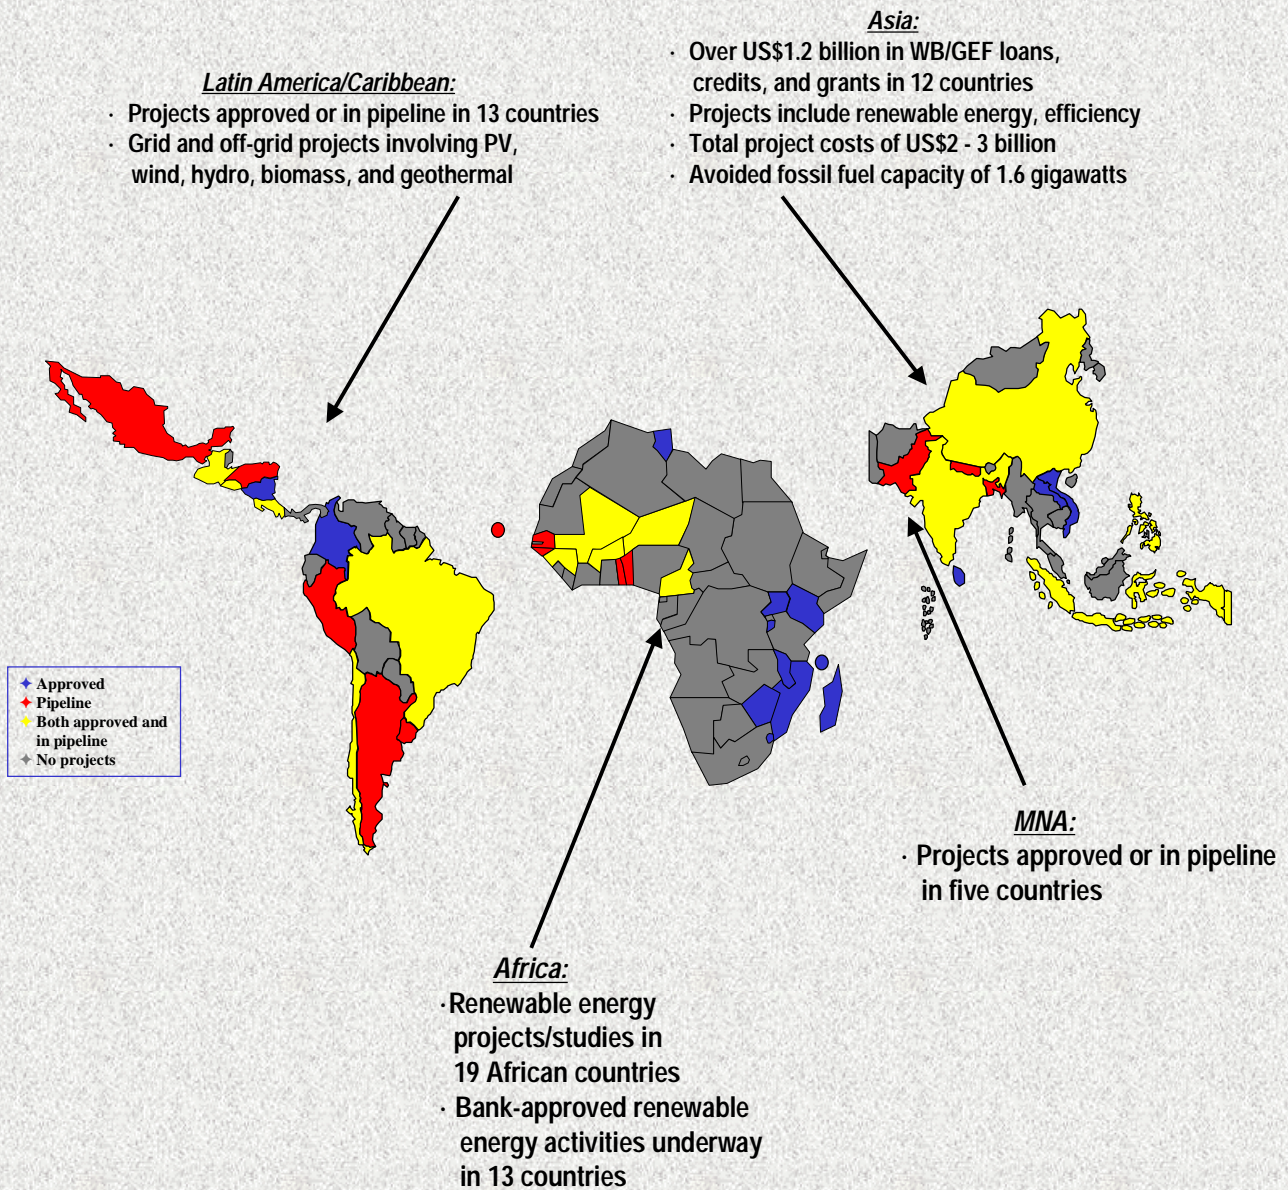 Asia:
· Over US$1.2 billion in WB/GEF loans,
credits, and grants in 12 countries
· Projects include renewable energy, efficiency
· Total project costs of US$2 - 3 billion
· Avoided fossil fuel capacity of 1.6 gigawatts
Latin America/Caribbean:
· Projects approved or in pipeline in 13 countries
· Grid and off-grid projects involving PV,
wind, hydro, biomass, and geothermal
Approved
Pipeline
Both approved and
in pipeline
No projects
MNA:
· Projects approved or in pipeline
in five countries
Africa:
·Renewable energy
projects/studies in
19 African countries
· Bank-approved renewable
energy activities underway
in 13 countries